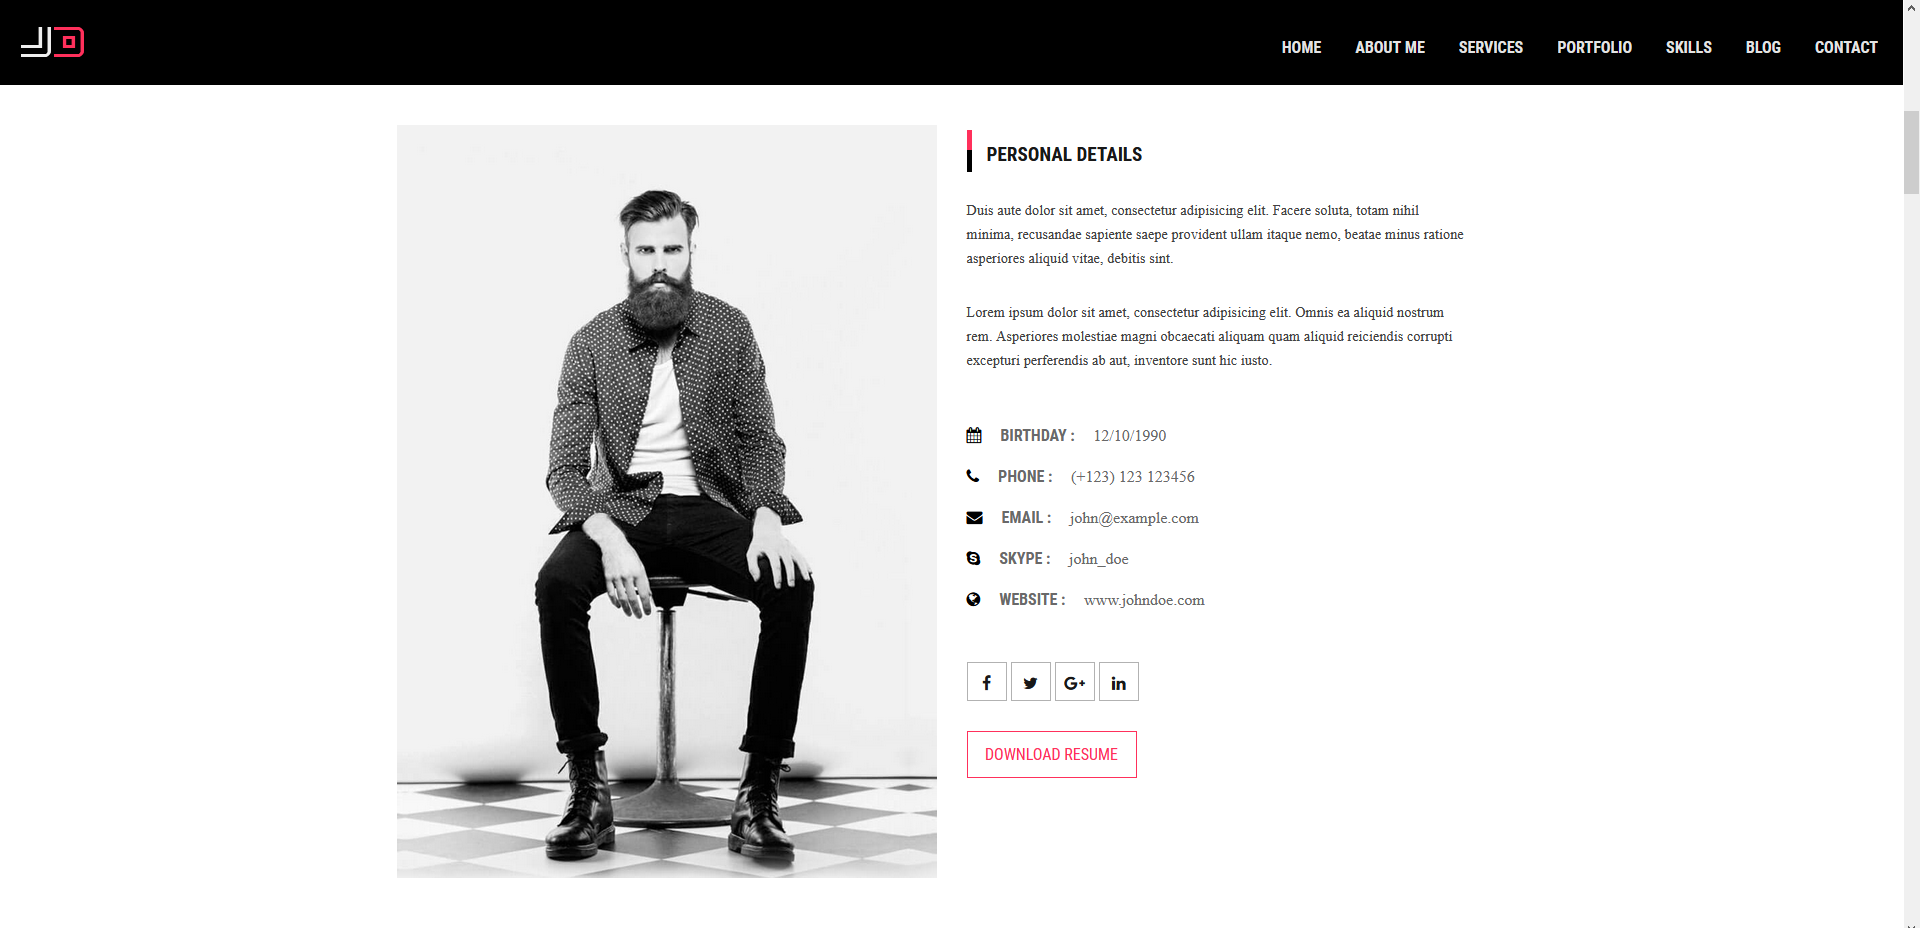 HOME ABOUT ME SERVICES PORTFOLIO SKILLS BLOG CONTACT
PERSONAL DETAILS
Duis aute dolor sit amet, consectetur adipisicing elit. Facere soluta, totam nihil
minima, recusandae sapiente saepe provident ullam itaque nemo, beatae minus ratione
asperiores aliquid vitae, debitis sint.
Lorem ipsum dolor sit amet, consectetur adipisicing elit. Omnis ea aliquid nostrum
rem. Asperiores molestiae magni obcaecati aliquam quam aliquid reiciendis corrupti
excepturi perferendis ab aut, inventore sunt hic iusto.
BIRTHDAY : 12/10/1990
PHONE : (+123) 123 123456
EMAIL : john@example.com
SKYPE : john_doe
WEBSITE : www.johndoe.com
DOWNLOAD RESUME